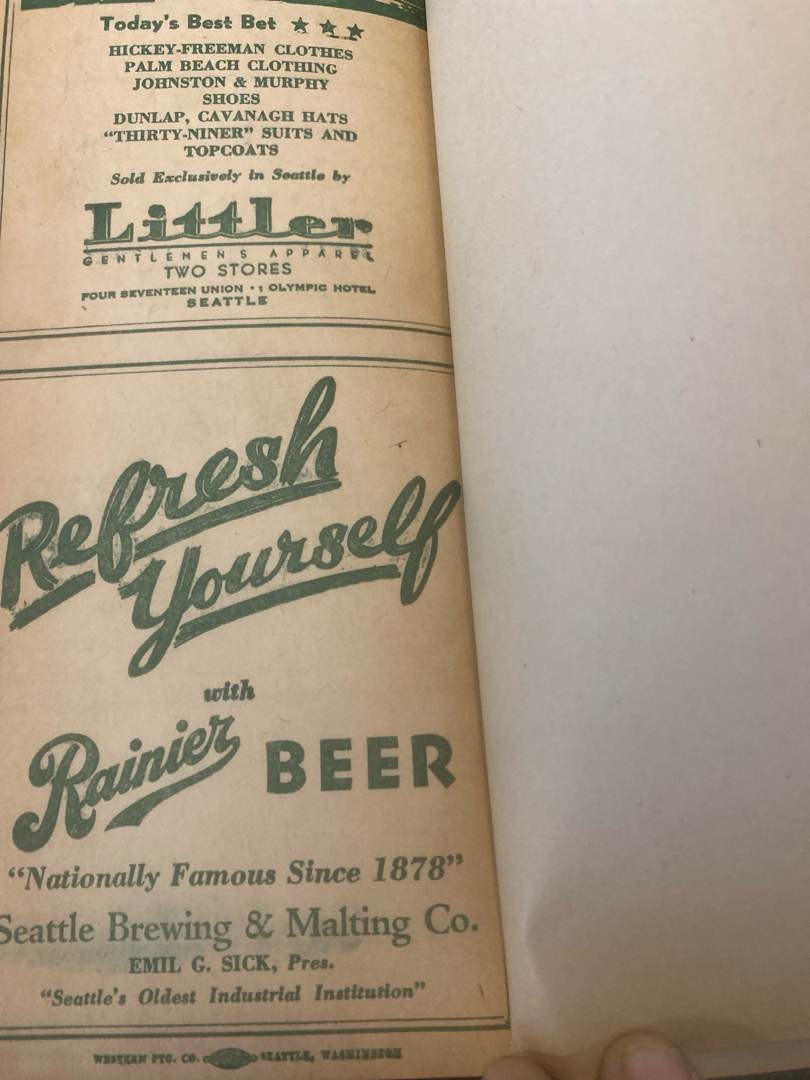 Today's Best Bet ★ ★ ★
HICKEY-FREEMAN CLOTHES
PALM BEACH CLOTHING
JOHNSTON & MURPHY
SHOES
DUNLAP, CAVANAGH HATS
"THIRTY-NINER" SUITS AND
TOPCOATS
Sold Exclusively in Seattle by
Littler
GENTLEMEN'S APPAREL
TWO STORES
FOUR SEVENTEEN UNION • 1 OLYMPIC HOTEL
SEATTLE
Refresh
Yourself
with
Rainier BEER
"Nationally Famous Since 1878"
Seattle Brewing & Malting Co.
EMIL G. SICK, Pres.
"Seattle's Oldest Industrial Institution"
WESTERN PTG. CO. SEATTLE, WASHINGTON